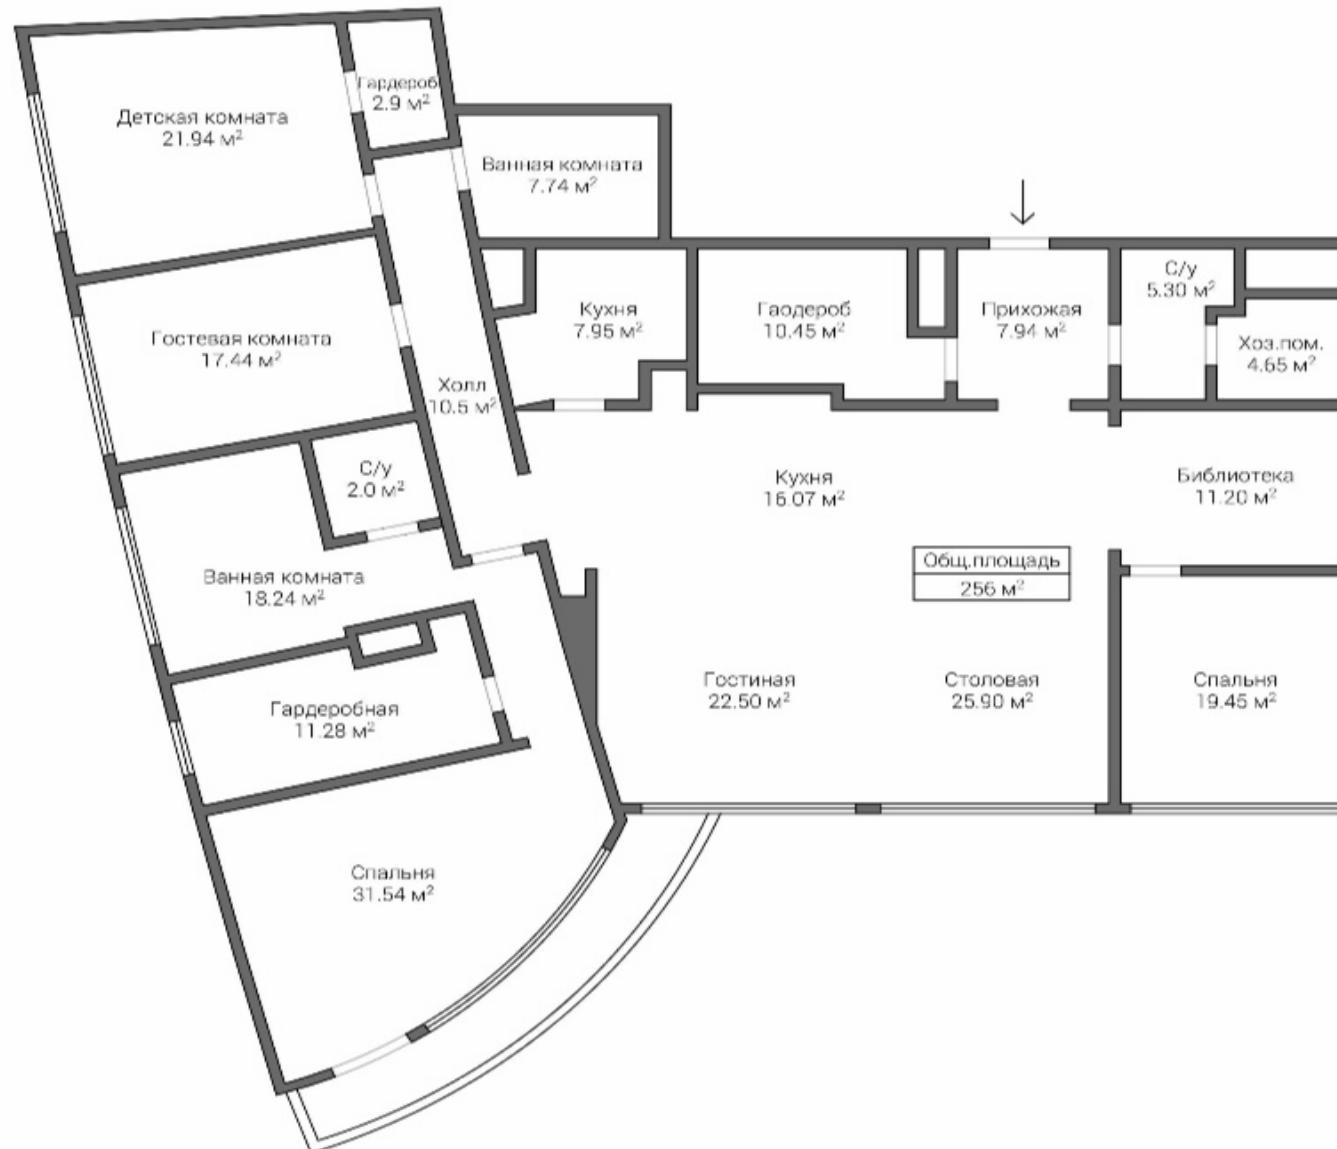 Гардероб
2.9 м²
Детская комната
21.94 м²
Ванная комната
7.74 м²
С/у
5.30 м²
Кухня
7.95 м²
Гаодероб
10.45 м²
Прихожая
7.94 м²
Хоз.пом.
4.65 м²
Гостевая комната
17.44 м²
Холл
10.5 м²
С/у
2.0 м²
Кухня
16.07 м²
Библиотека
11.20 м²
Общ.площадь
256 м²
Ванная комната
18.24 м²
Гардеробная
11.28 м²
Гостиная
22.50 м²
Столовая
25.90 м²
Спальня
19.45 м²
Спальня
31.54 м²